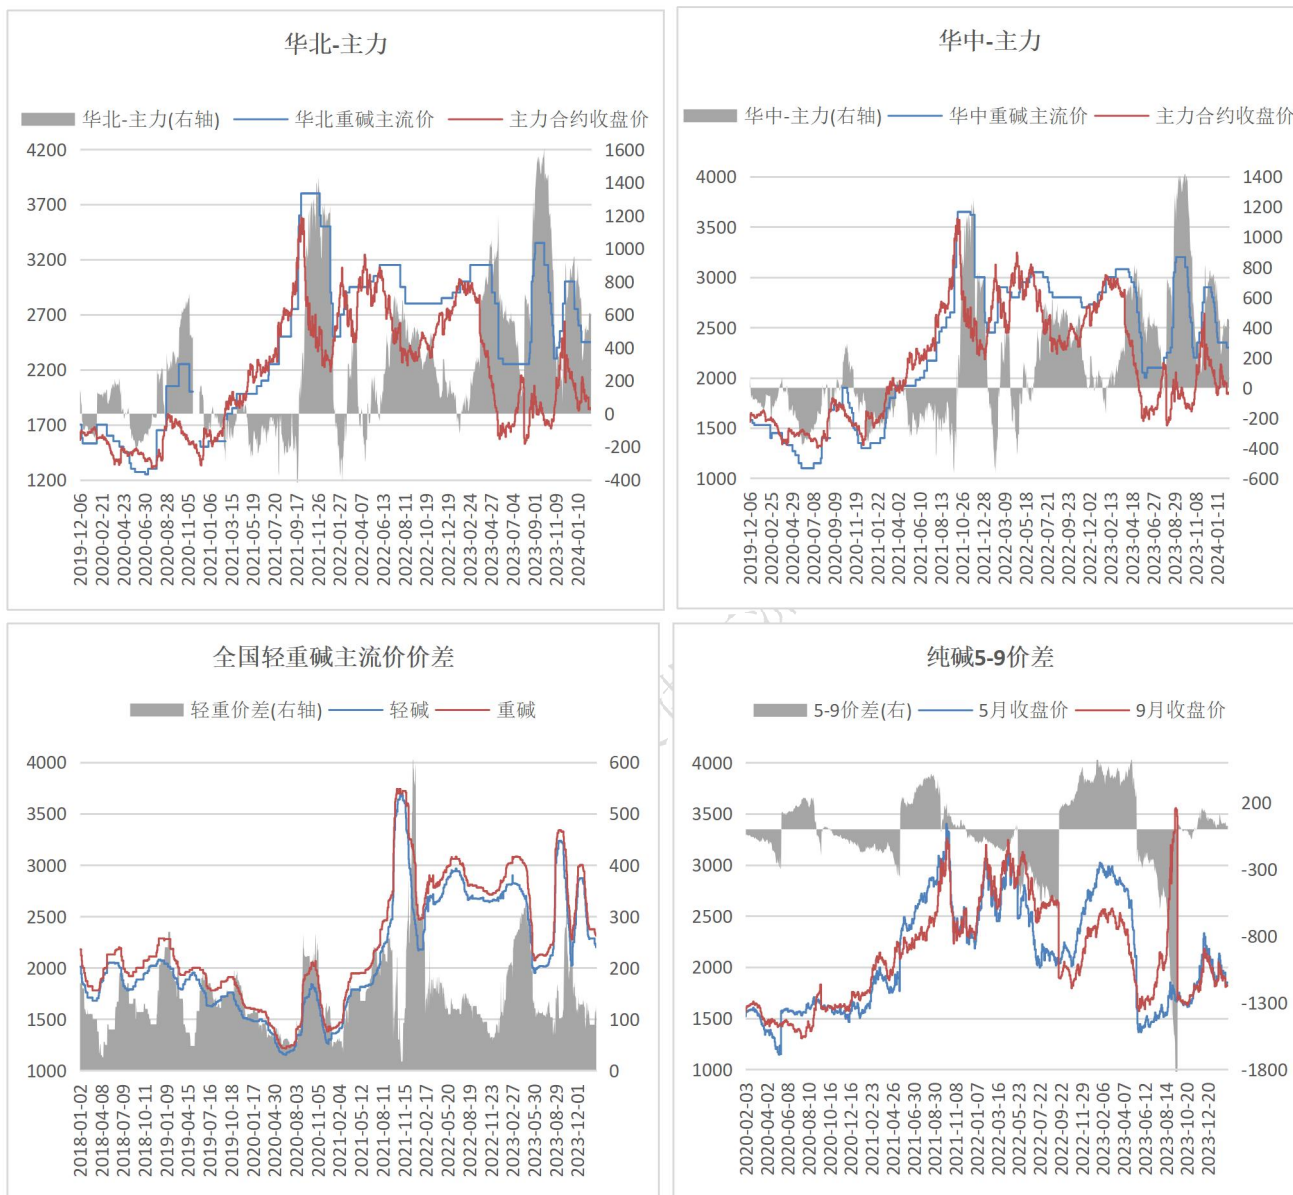 华北-主力
华北-主力(右轴) 华北重碱主流价 主力合约收盘价
4200 3700 3200 2700 2200 1700 1200
1600 1400 1200 1000 800 600 400 200 0 -200 -400
2019-12-06 2020-02-21 2020-04-23 2020-06-30 2020-08-28 2020-11-05 2021-01-06 2021-03-15 2021-05-19 2021-07-20 2021-09-17 2021-11-26 2022-01-27 2022-04-07 2022-06-13 2022-08-11 2022-10-19 2022-12-19 2023-02-24 2023-04-28 2023-07-04 2023-09-01 2023-11-09 2024-01-10
华中-主力
华中-主力(右轴) 华中重碱主流价 主力合约收盘价
4000 3500 3000 2500 2000 1500 1000
1400 1200 1000 800 600 400 200 0 -200 -400 -600
2019-12-06 2020-02-25 2020-04-29 2020-07-08 2020-09-09 2020-11-19 2021-01-22 2021-04-02 2021-06-10 2021-08-13 2021-10-26 2021-12-28 2022-03-09 2022-05-18 2022-07-21 2022-09-23 2022-12-02 2023-02-13 2023-04-18 2023-06-27 2023-08-29 2023-11-08 2024-01-11
全国轻重碱主流价价差
轻重价差(右轴) 轻碱 重碱
4000 3500 3000 2500 2000 1500 1000
600 500 400 300 200 100 0
2018-01-02 2018-04-08 2018-07-09 2018-10-11 2019-01-09 2019-04-15 2019-07-16 2019-10-18 2020-01-17 2020-04-30 2020-08-03 2020-11-05 2021-02-04 2021-05-12 2021-08-12 2021-11-15 2022-02-17 2022-05-20 2022-08-19 2022-11-23 2023-02-27 2023-05-30 2023-08-29 2023-12-01
纯碱5-9价差
5-9价差(右) 5月收盘价 9月收盘价
4000 3500 3000 2500 2000 1500 1000
200 -300 -800 -1300 -1800
2020-02-03 2020-04-02 2020-06-08 2020-08-10 2020-10-16 2020-12-16 2021-02-23 2021-04-26 2021-06-30 2021-08-30 2021-11-08 2022-01-07 2022-03-16 2022-05-23 2022-07-22 2022-09-22 2022-11-29 2023-02-06 2023-04-07 2023-06-12 2023-08-14 2023-10-20 2023-12-20